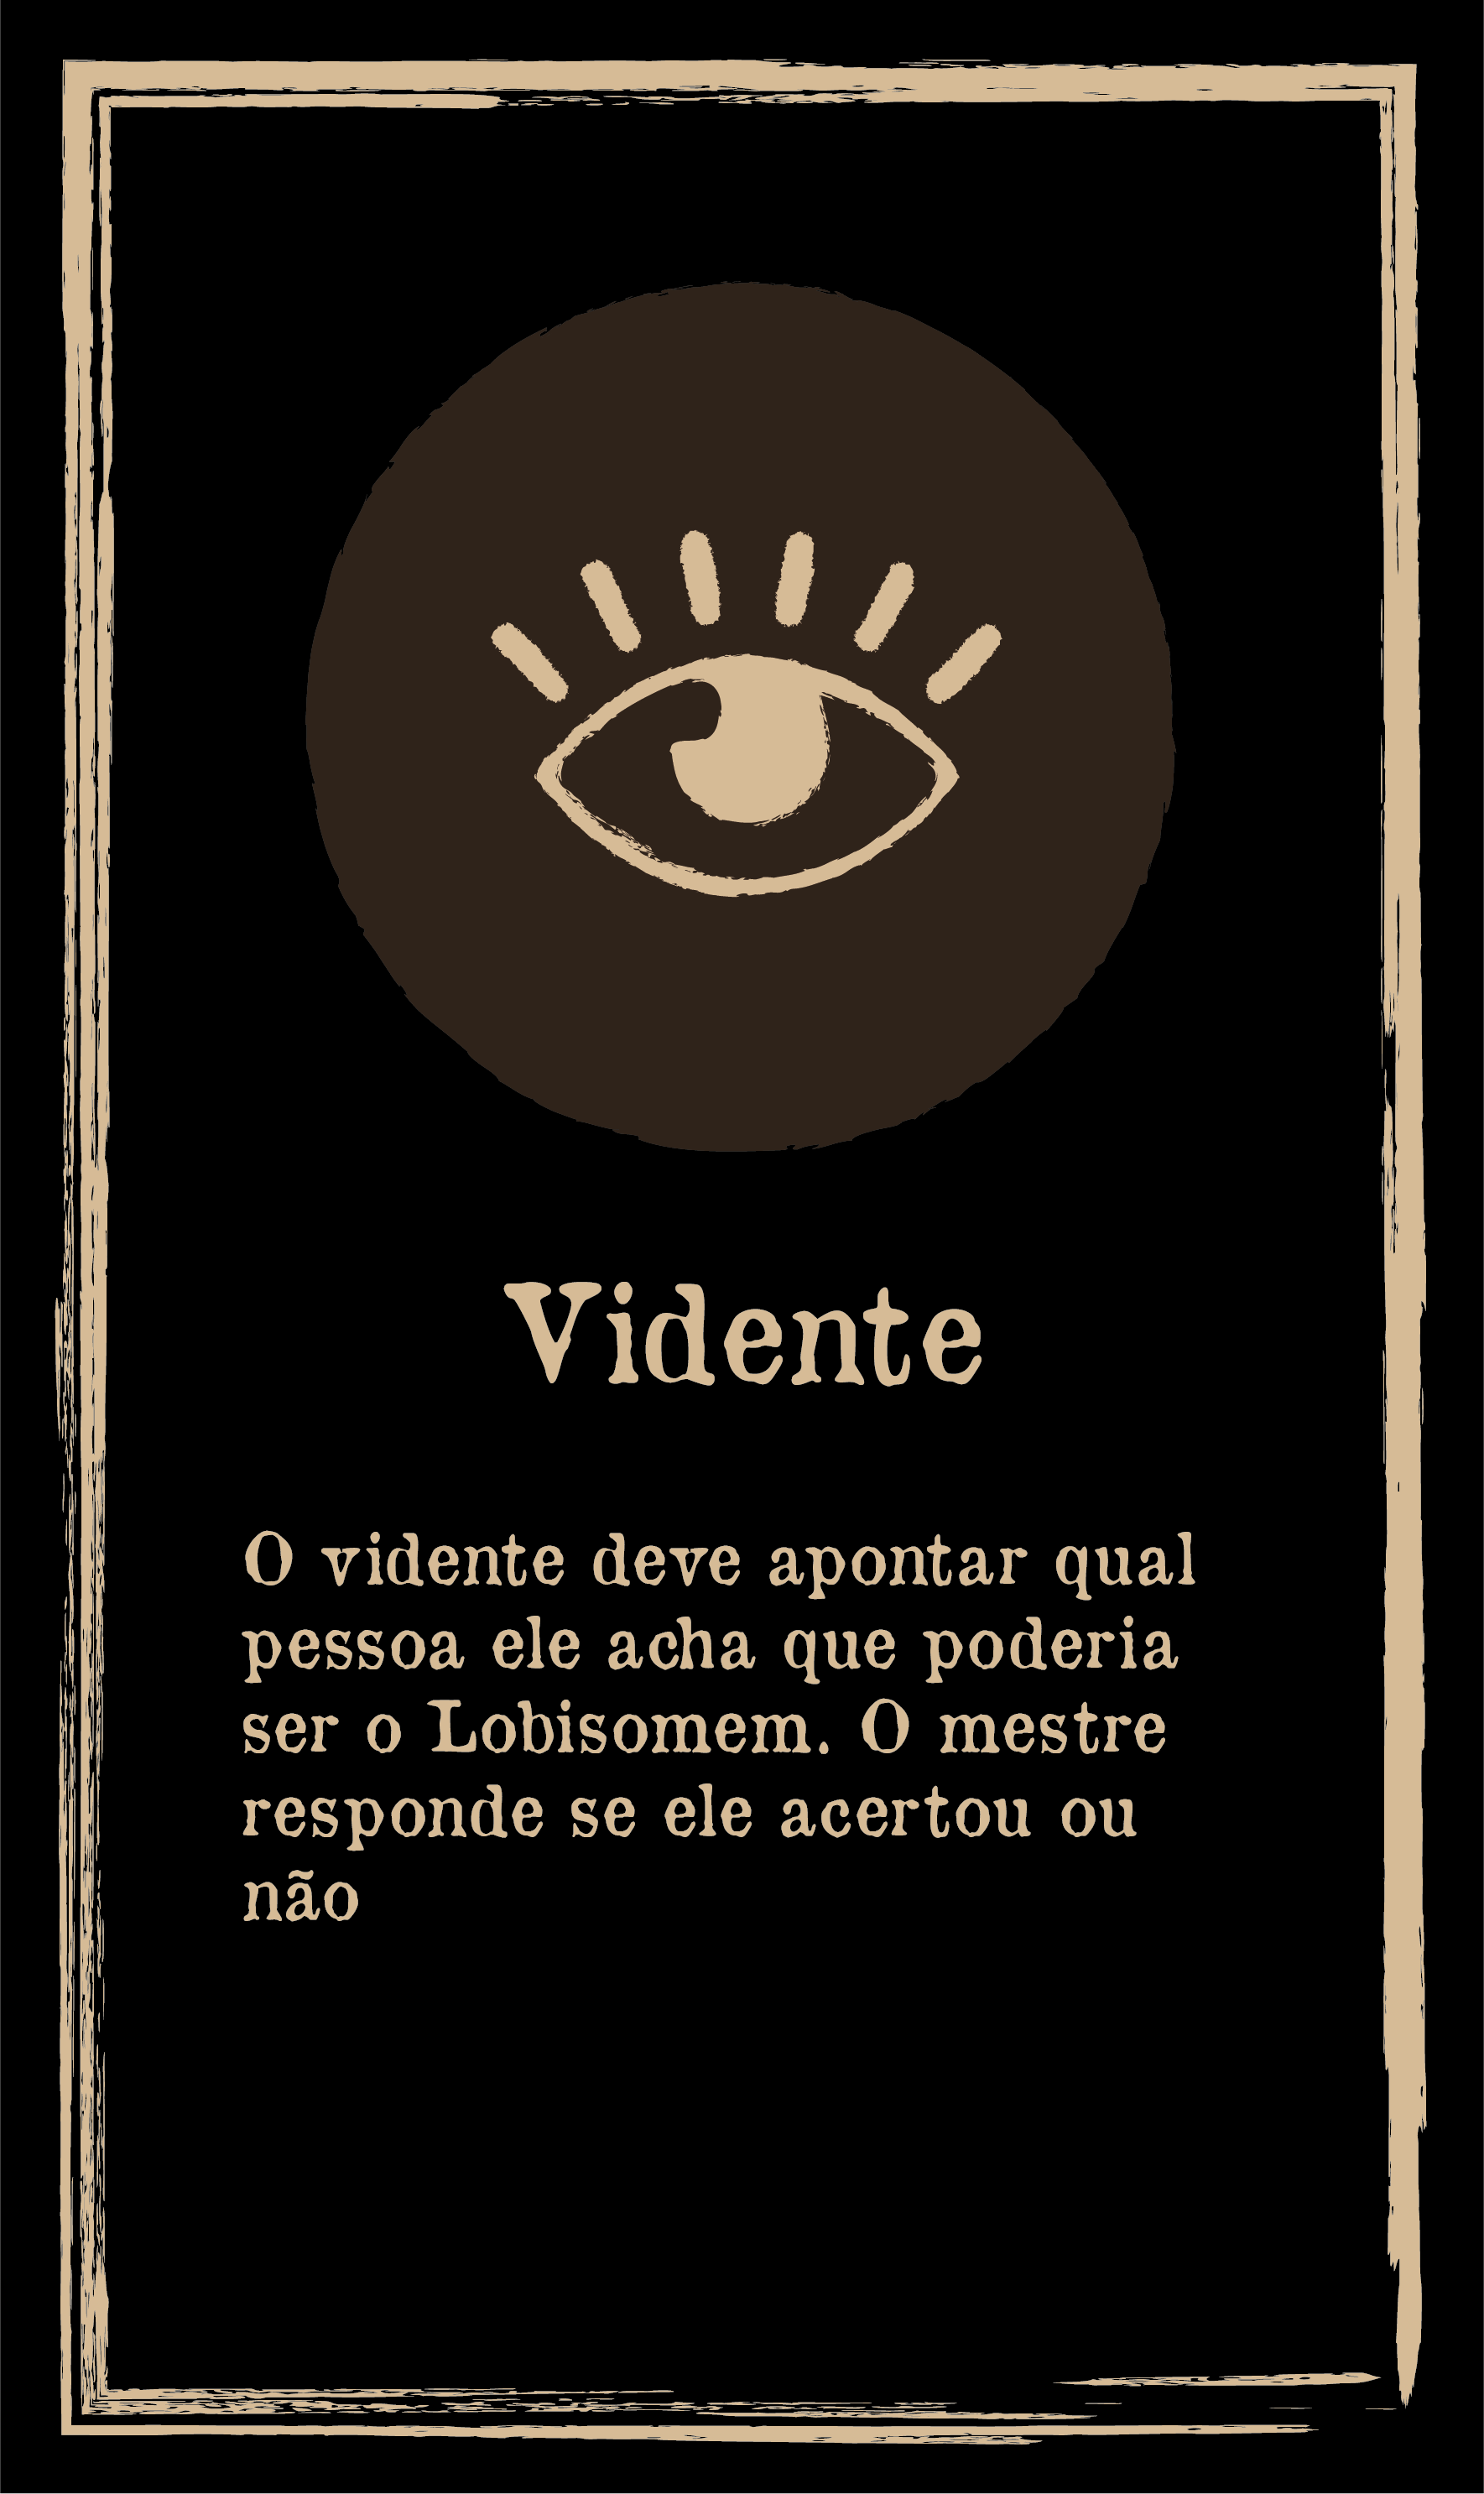 Vidente
O vidente deve apontar qual
pessoa ele acha que poderia
ser o Lobisomem. O mestre
responde se ele acertou ou
não